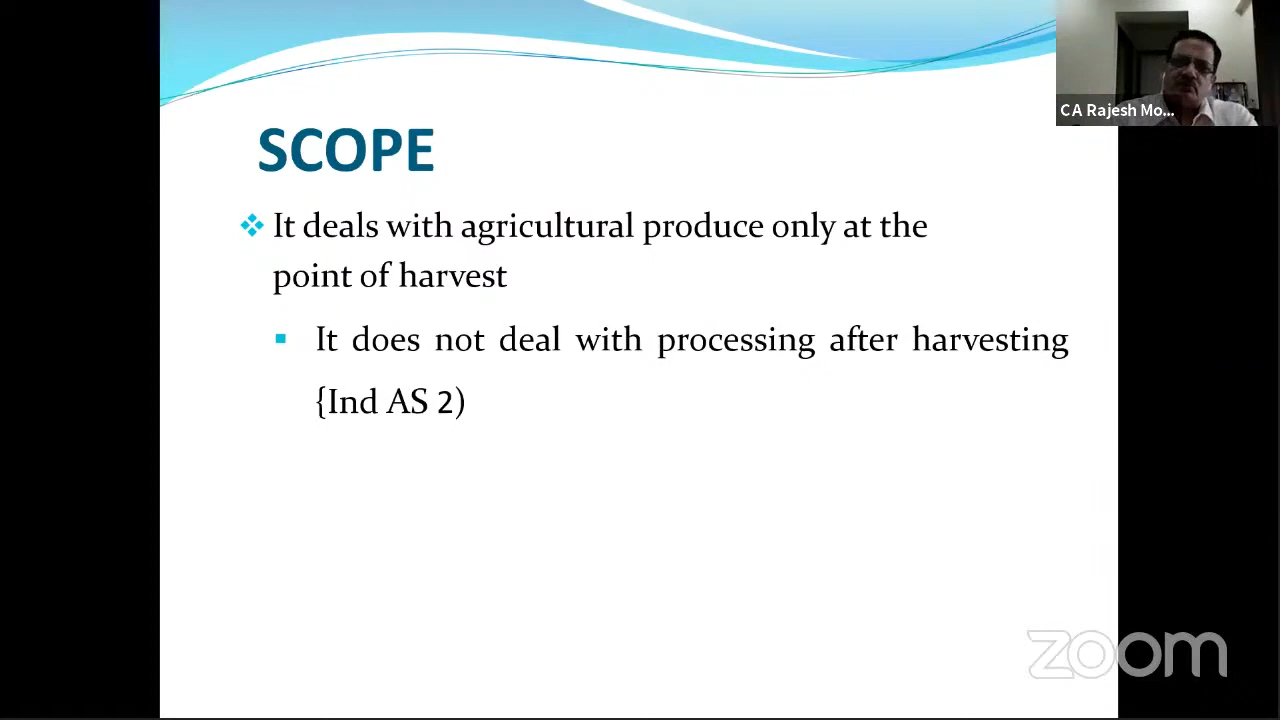 CA Rajesh Mo...
SCOPE
It deals with agricultural produce only at the
point of harvest
It does not deal with processing after harvesting
{Ind AS 2)
zoom